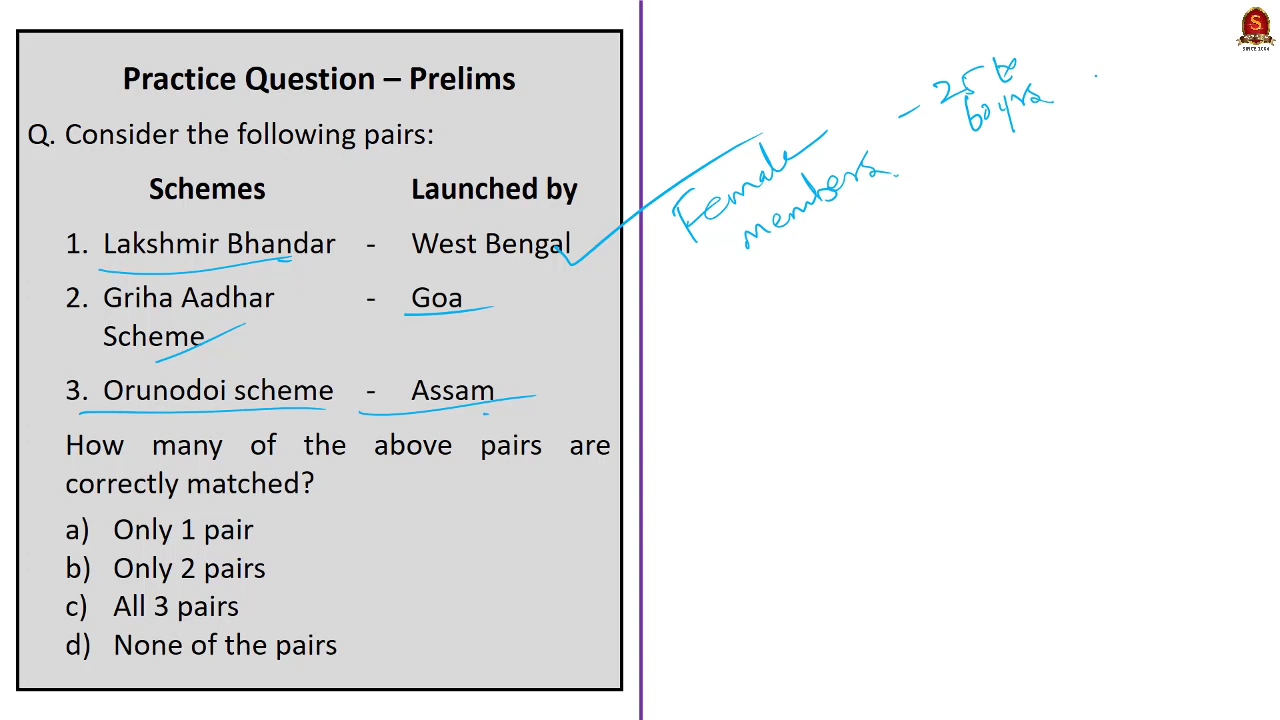 Practice Question – Prelims
Q. Consider the following pairs:
Schemes Launched by
1. Lakshmir Bhandar - West Bengal
2. Griha Aadhar - Goa
Scheme
3. Orunodoi scheme - Assam
How many of the above pairs are
correctly matched?
a) Only 1 pair
b) Only 2 pairs
c) All 3 pairs
d) None of the pairs
Female
members
- 25 to
60 yrs
S
SINCE 2004